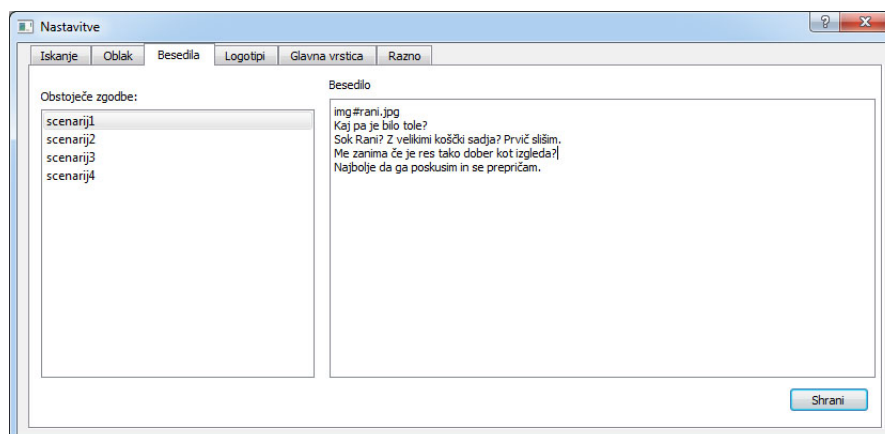 Nastavitve
Iskanje Oblak Besedila Logotipi Glavna vrstica Razno
Obstoječe zgodbe:
scenarij1
scenarij2
scenarij3
scenarij4
Besedilo
img#rani.jpg
Kaj pa je bilo tole?
Sok Rani? Z velikimi koščki sadja? Prvič slišim.
Me zanima če je res tako dober kot izgleda?
Najbolje da ga poskusim in se prepričam.
Shrani